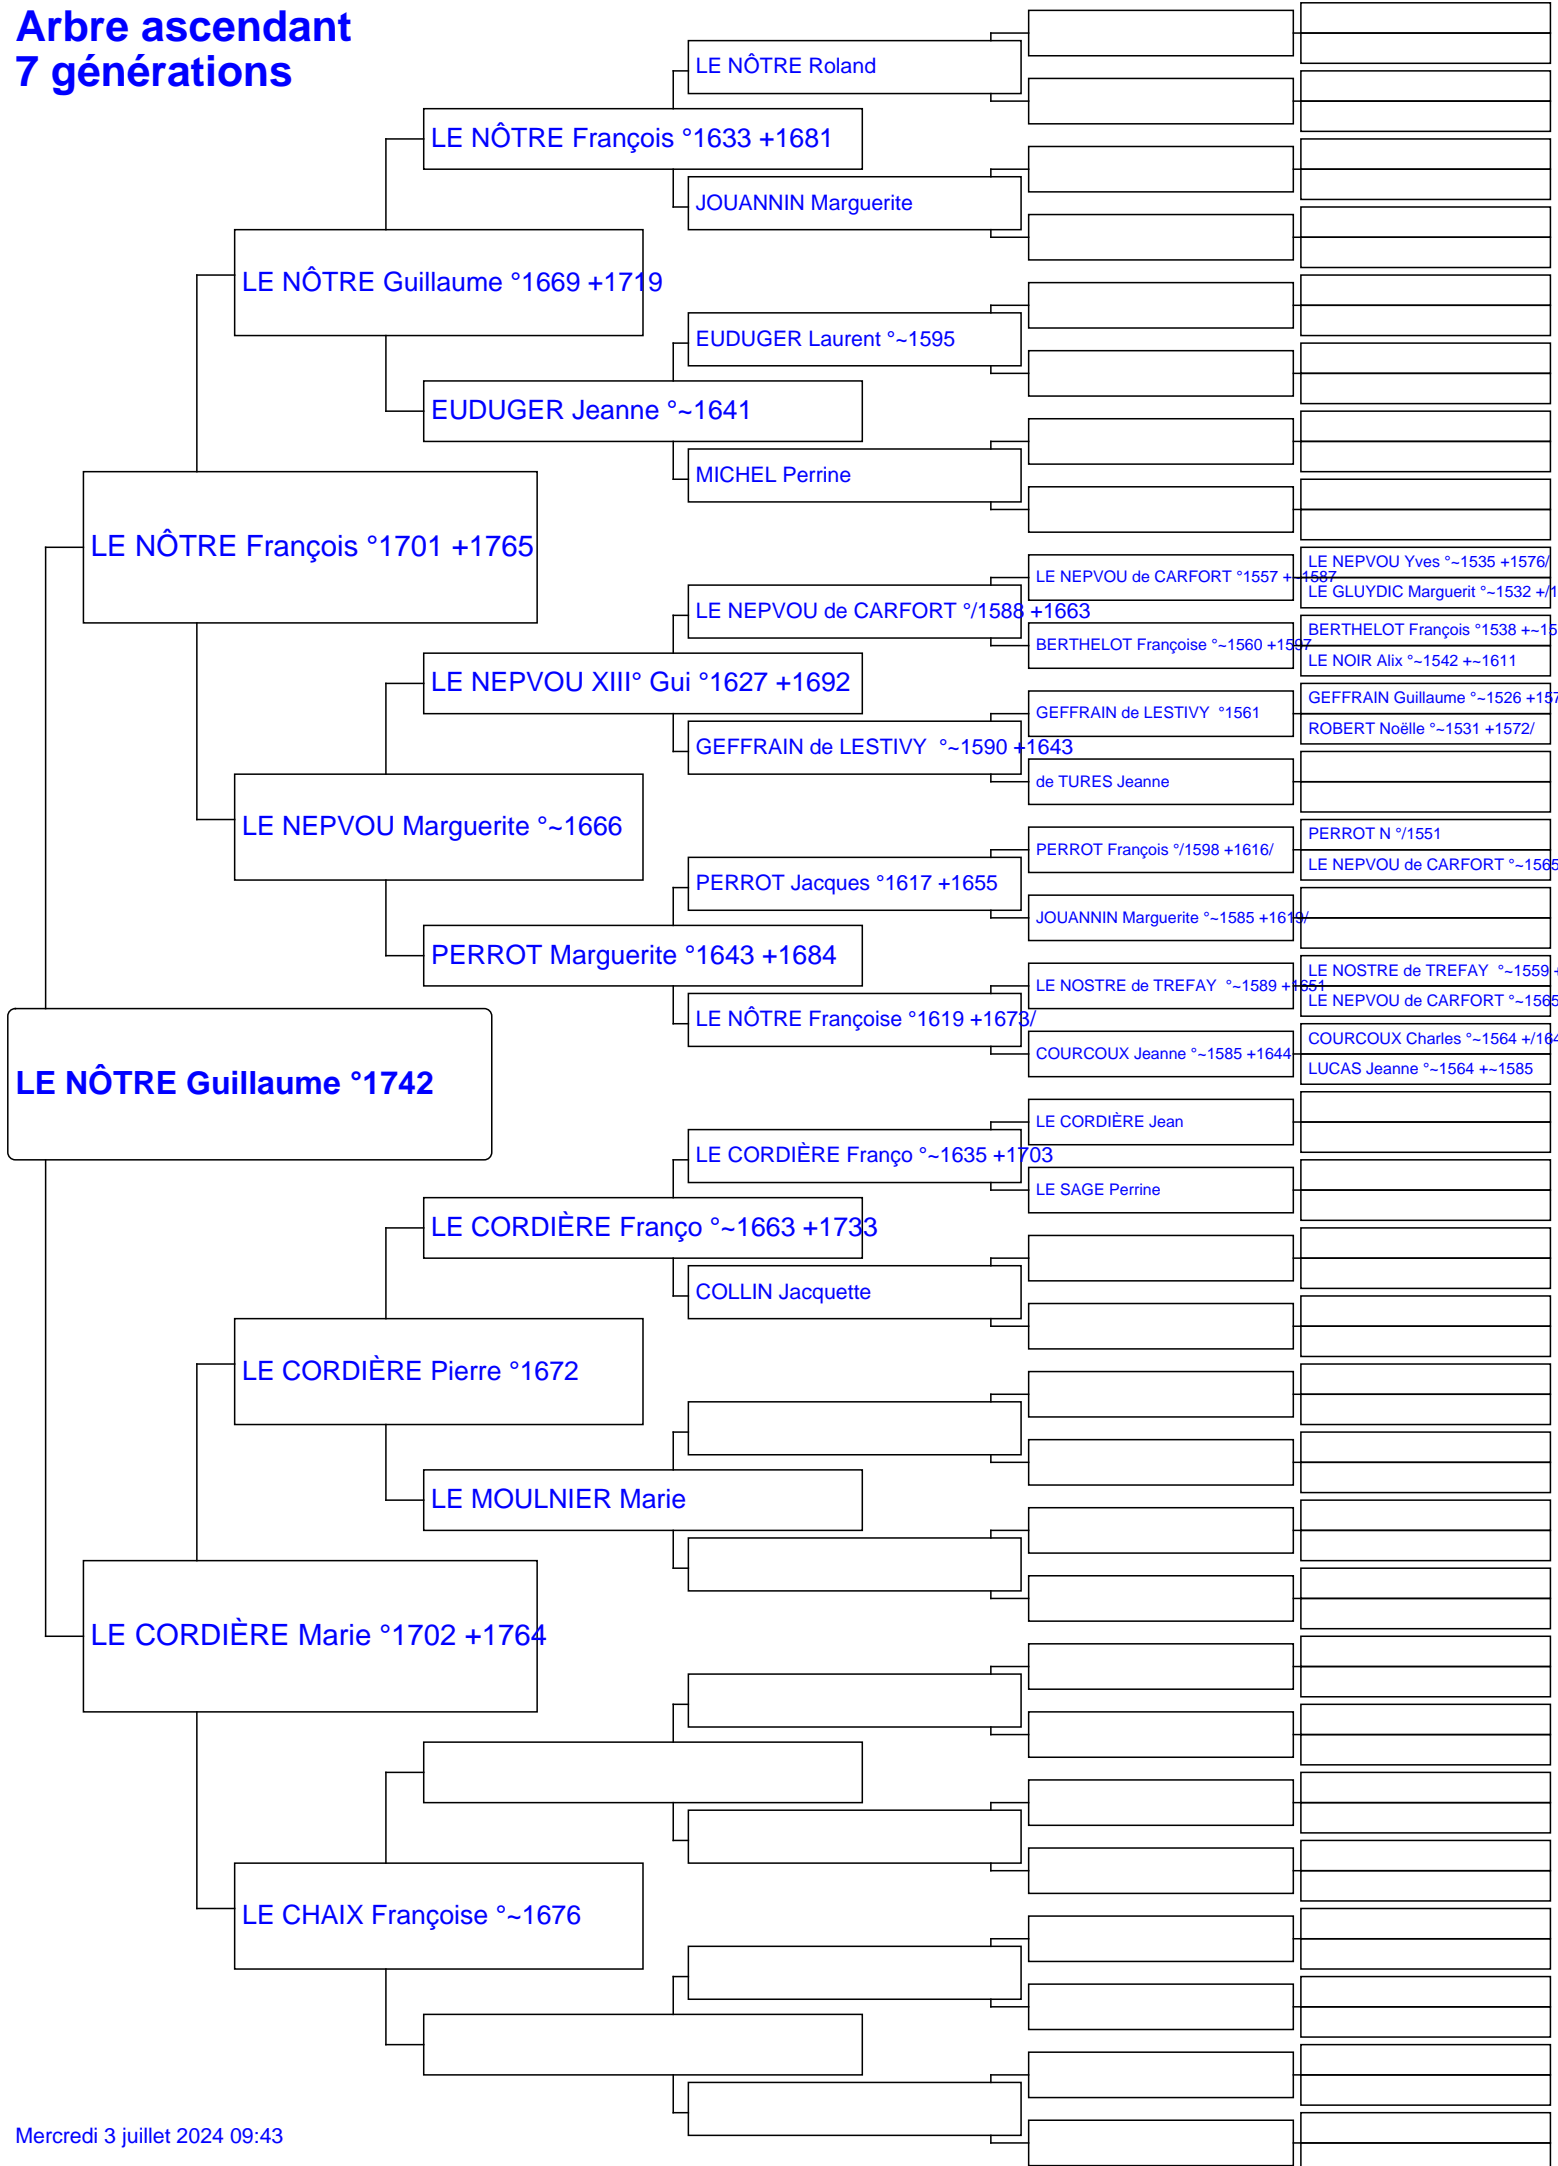 Arbre ascendant
7 générations
LE NÔTRE Roland
LE NÔTRE François °1633 +1681
JOUANNIN Marguerite
LE NÔTRE Guillaume °1669 +1719
EUDUGER Laurent °~1595
EUDUGER Jeanne °~1641
MICHEL Perrine
LE NÔTRE François °1701 +1765
LE NEPVOU Yves °~1535 +1576/
LE NEPVOU de CARFORT °1557 +~1587
LE GLUYDIC Marguerit °~1532 +/1
LE NEPVOU de CARFORT °/1588 +1663
BERTHELOT François °1538 +~15
BERTHELOT Françoise °~1560 +1597
LE NOIR Alix °~1542 +~1611
LE NEPVOU XIII° Gui °1627 +1692
GEFFRAIN Guillaume °~1526 +157
GEFFRAIN de LESTIVY °1561
ROBERT Noëlle °~1531 +1572/
GEFFRAIN de LESTIVY °~1590 +1643
de TURES Jeanne
LE NEPVOU Marguerite °~1666
PERROT N °/1551
PERROT François °/1598 +1616/
LE NEPVOU de CARFORT °~1565
PERROT Jacques °1617 +1655
JOUANNIN Marguerite °~1585 +1619/
PERROT Marguerite °1643 +1684
LE NOSTRE de TREFAY °~1559 +
LE NOSTRE de TREFAY °~1589 +1651
LE NEPVOU de CARFORT °~1565
LE NÔTRE Françoise °1619 +1673/
COURCOUX Charles °~1564 +/164
COURCOUX Jeanne °~1585 +1644
LUCAS Jeanne °~1564 +~1585
LE NÔTRE Guillaume °1742
LE CORDIÈRE Jean
LE CORDIÈRE Franço °~1635 +1703
LE SAGE Perrine
LE CORDIÈRE Franço °~1663 +1733
COLLIN Jacquette
LE CORDIÈRE Pierre °1672
LE MOULNIER Marie
LE CORDIÈRE Marie °1702 +1764
LE CHAIX Françoise °~1676
Mercredi 3 juillet 2024 09:43